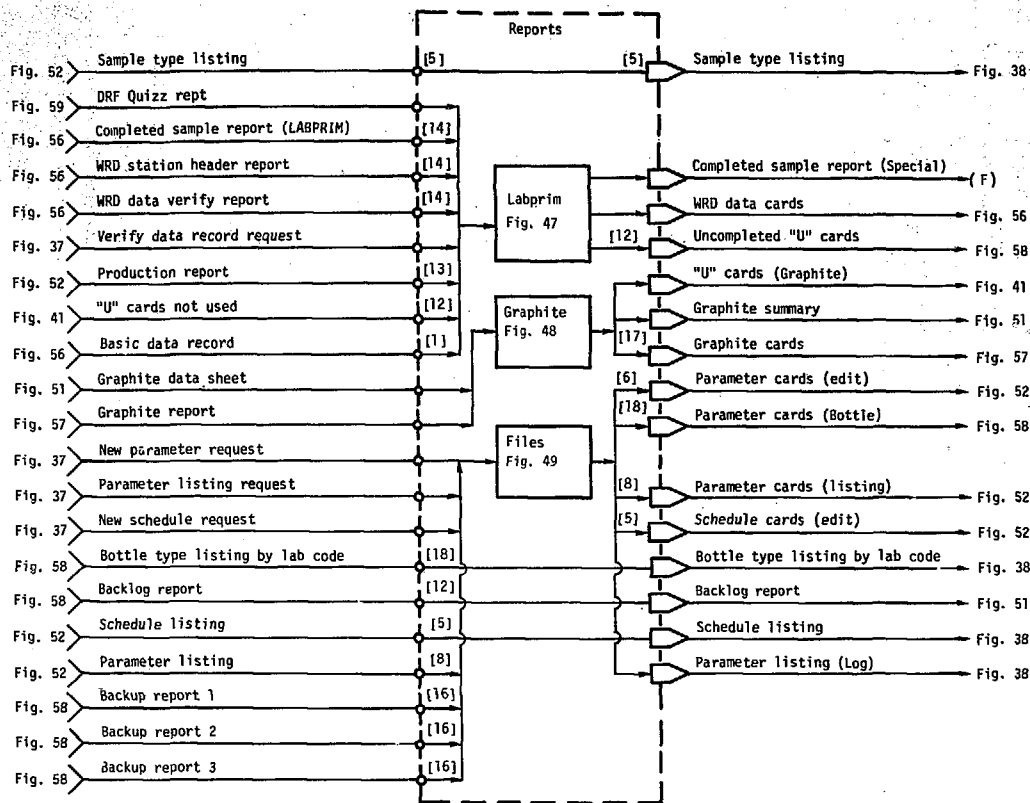 Reports
Fig. 52 Sample type listing [5] [5] Sample type listing Fig. 38
Fig. 59 DRF Quizz rept
Fig. 56 Completed sample report (LABPRIM) [14]
Fig. 56 WRD station header report [14]
Completed sample report (Special) (F)
Fig. 56 WRD data verify report [14]
Labprim
Fig. 47
WRD data cards Fig. 56
Fig. 37 Verify data record request
[12] Uncompleted "U" cards Fig. 58
Fig. 52 Production report [13]
"U" cards (Graphite) Fig. 41
Fig. 41 "U" cards not used [12]
Graphite
Fig. 48
Graphite summary Fig. 51
Fig. 56 Basic data record [1]
[17] Graphite cards Fig. 57
Fig. 51 Graphite data sheet
[6] Parameter cards (edit) Fig. 52
Fig. 57 Graphite report
[18] Parameter cards (Bottle) Fig. 58
Fig. 37 New parameter request
Files
Fig. 49
Fig. 37 Parameter listing request
[8] Parameter cards (listing) Fig. 52
Fig. 37 New schedule request
[5] Schedule cards (edit) Fig. 52
Fig. 58 Bottle type listing by lab code [18] Bottle type listing by lab code Fig. 38
Fig. 58 Backlog report [12] Backlog report Fig. 51
Fig. 52 Schedule listing [5] Schedule listing Fig. 38
Fig. 52 Parameter listing [8] Parameter listing (Log) Fig. 38
Fig. 58 Backup report 1 [16]
Fig. 58 Backup report 2 [16]
Fig. 58 Backup report 3 [16]